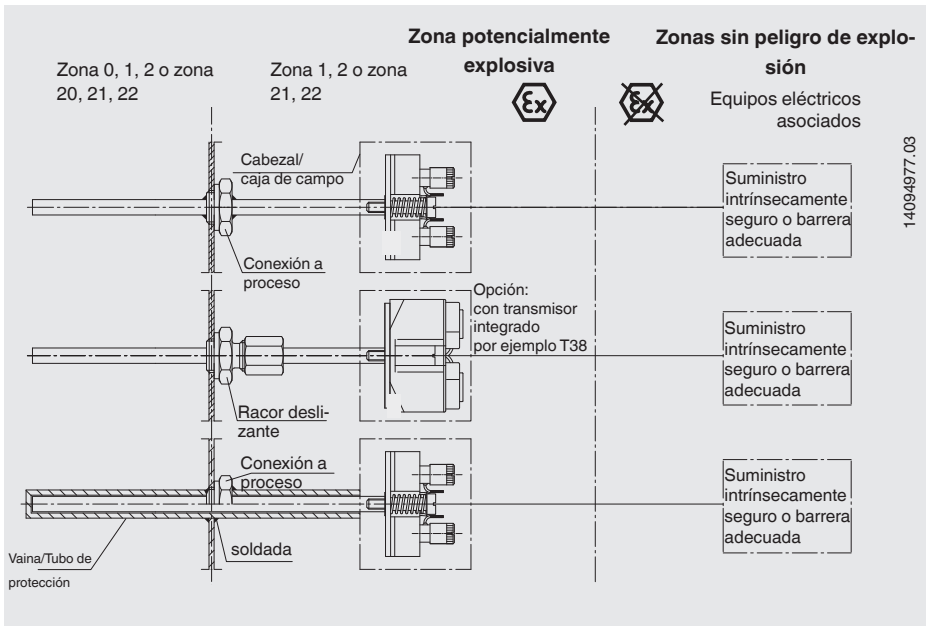 Zona potencialmente
explosiva
Zonas sin peligro de explo-
sión
Zona 0, 1, 2 o zona
20, 21, 22
Zona 1, 2 o zona
21, 22
Ex
Ex
Equipos eléctricos
asociados
14094977.03
Cabezal/
caja de campo
Suministro
intrínsecamente
seguro o barrera
adecuada
Conexión a
proceso
Opción:
con transmisor
integrado
por ejemplo T38
Suministro
intrínsecamente
seguro o barrera
adecuada
Racor desli-
zante
Conexión a
proceso
Suministro
intrínsecamente
seguro o barrera
adecuada
soldada
Vaina/Tubo de
protección